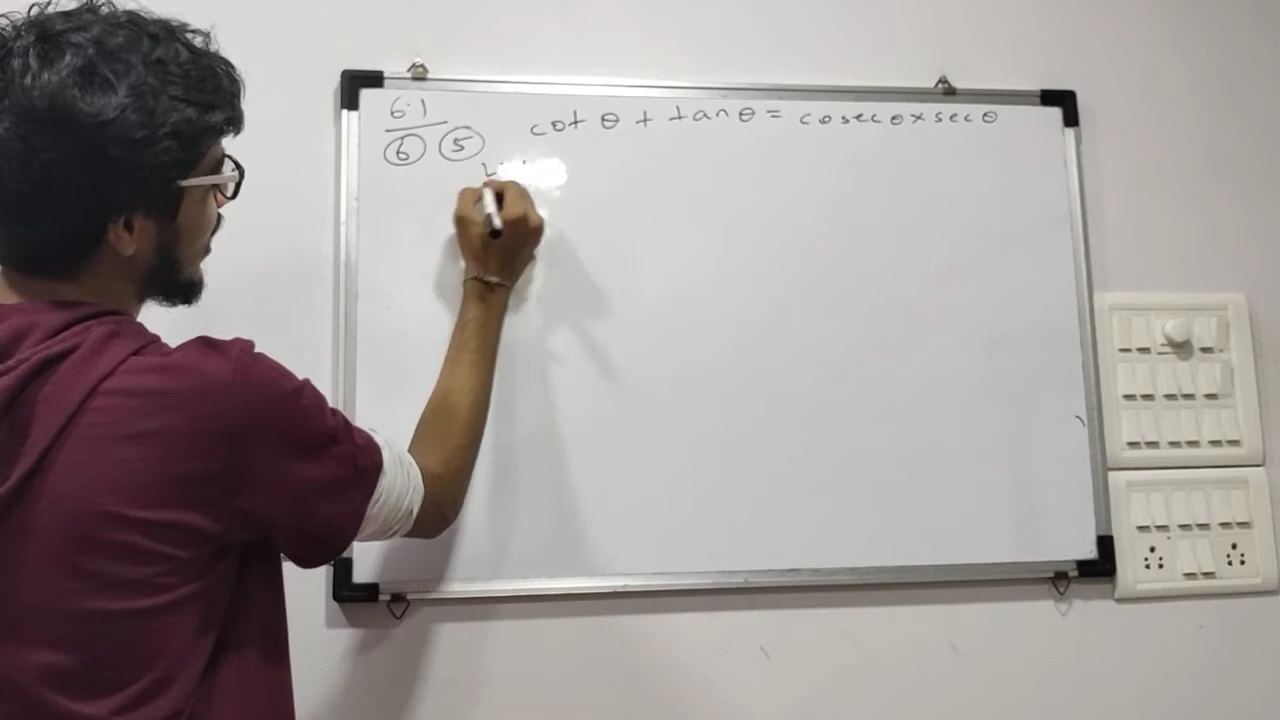 6.1
cot θ + tan θ = cosec θ × sec θ
6 5